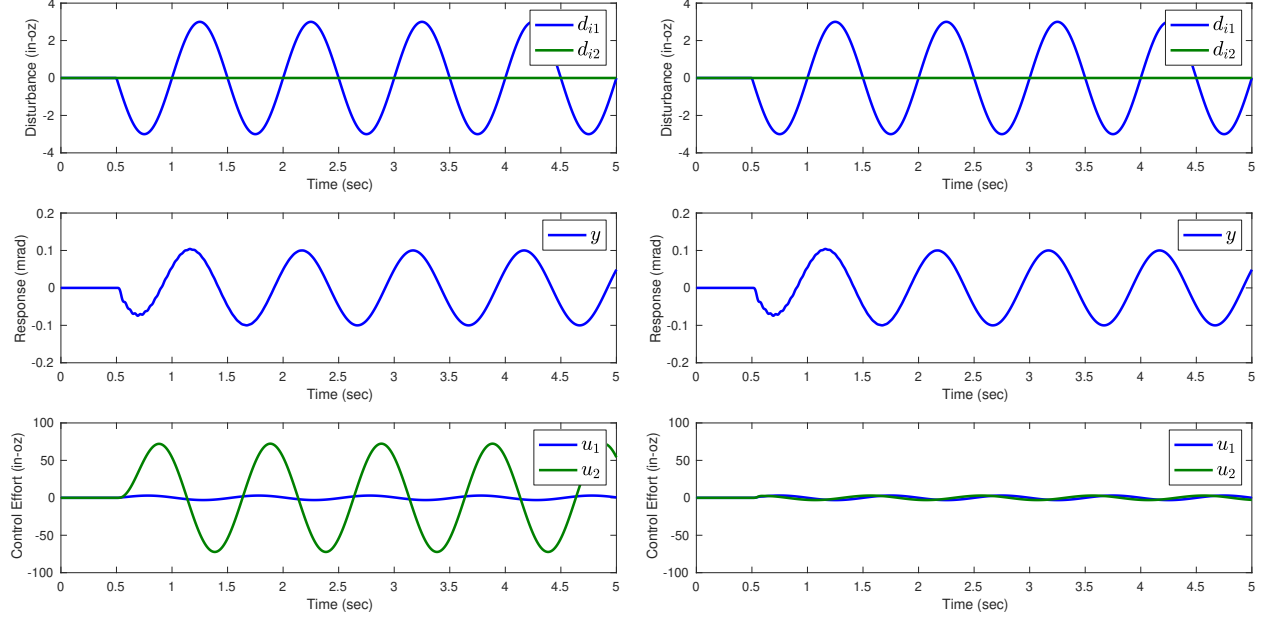 Disturbance (in-oz)
4
2
0
-2
-4
d_{i1}
d_{i2}
0 0.5 1 1.5 2 2.5 3 3.5 4 4.5 5
Time (sec)
Disturbance (in-oz)
4
2
0
-2
-4
d_{i1}
d_{i2}
0 0.5 1 1.5 2 2.5 3 3.5 4 4.5 5
Time (sec)
Response (mrad)
0.2
0.1
0
-0.1
-0.2
y
0 0.5 1 1.5 2 2.5 3 3.5 4 4.5 5
Time (sec)
Response (mrad)
0.2
0.1
0
-0.1
-0.2
y
0 0.5 1 1.5 2 2.5 3 3.5 4 4.5 5
Time (sec)
Control Effort (in-oz)
100
50
0
-50
-100
u_1
u_2
0 0.5 1 1.5 2 2.5 3 3.5 4 4.5 5
Time (sec)
Control Effort (in-oz)
100
50
0
-50
-100
u_1
u_2
0 0.5 1 1.5 2 2.5 3 3.5 4 4.5 5
Time (sec)